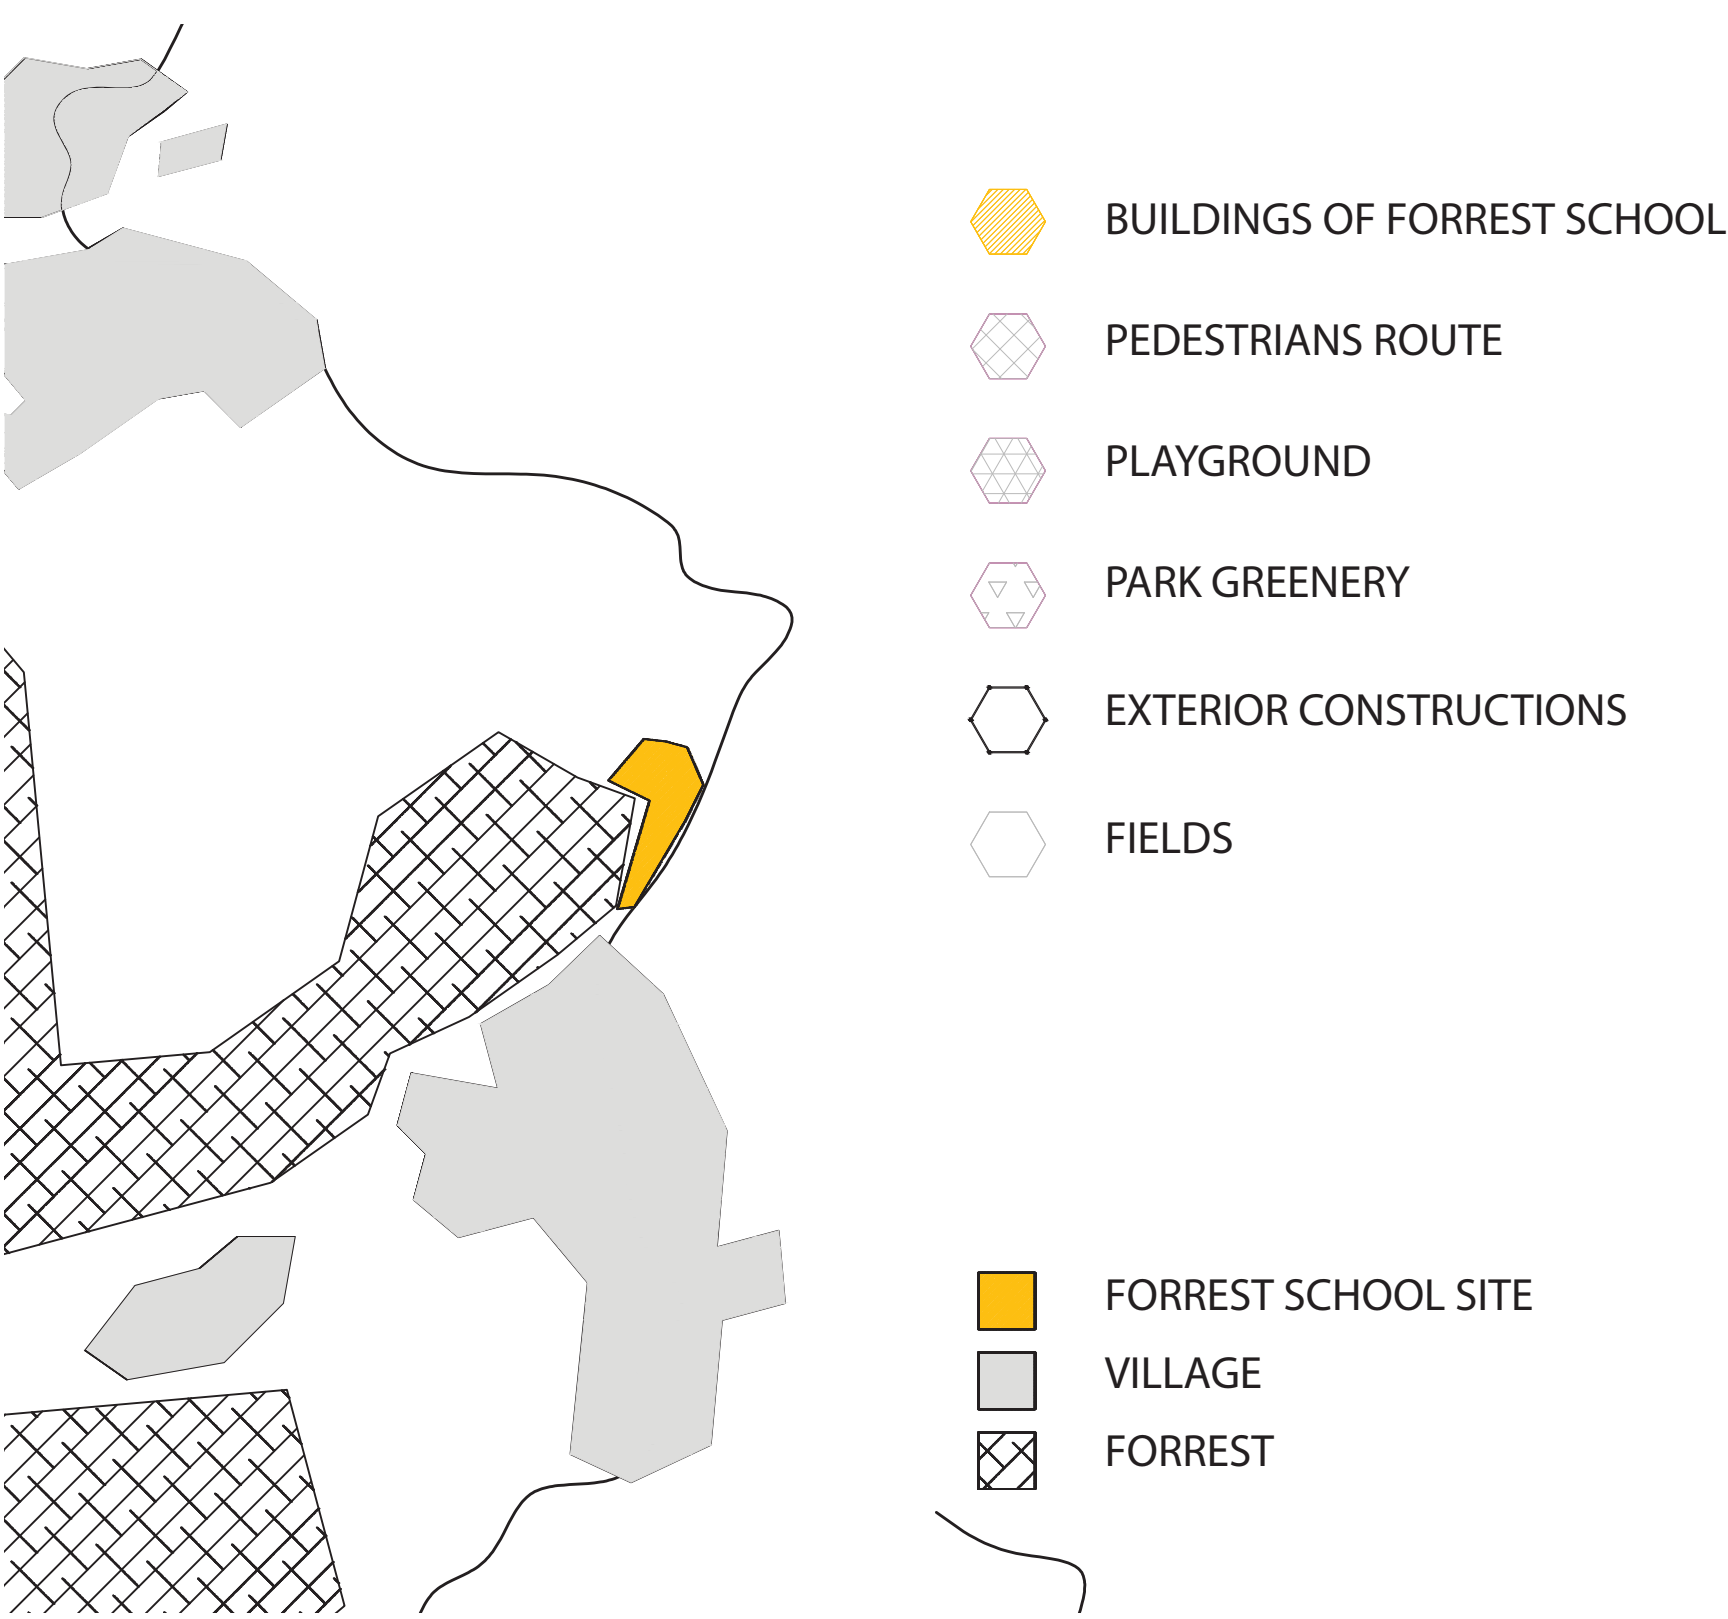 BUILDINGS OF FORREST SCHOOL
PEDESTRIANS ROUTE
PLAYGROUND
PARK GREENERY
EXTERIOR CONSTRUCTIONS
FIELDS
FORREST SCHOOL SITE
VILLAGE
FORREST